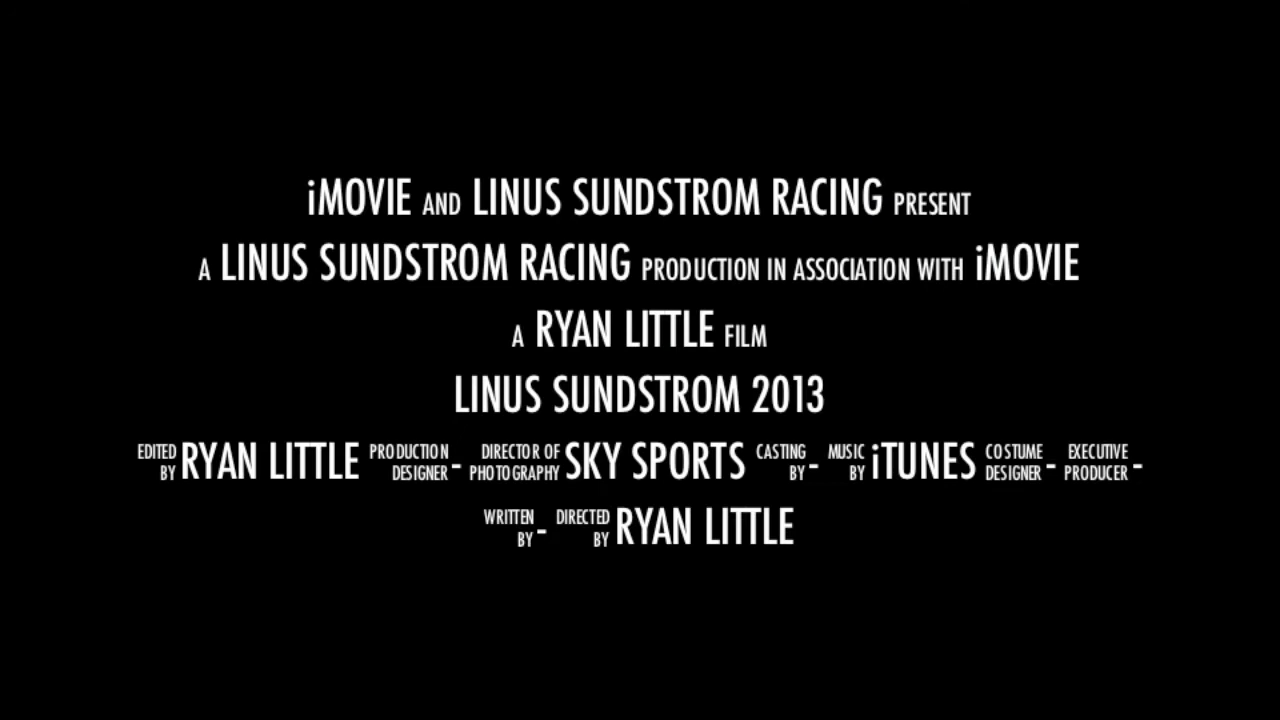 iMOVIE AND LINUS SUNDSTROM RACING PRESENT
A LINUS SUNDSTROM RACING PRODUCTION IN ASSOCIATION WITH iMOVIE
A RYAN LITTLE FILM
LINUS SUNDSTROM 2013
EDITED BY RYAN LITTLE PRODUCTION DESIGNER - DIRECTOR OF PHOTOGRAPHY SKY SPORTS CASTING BY - MUSIC BY iTUNES COSTUME DESIGNER - EXECUTIVE PRODUCER -
WRITTEN BY - DIRECTED BY RYAN LITTLE